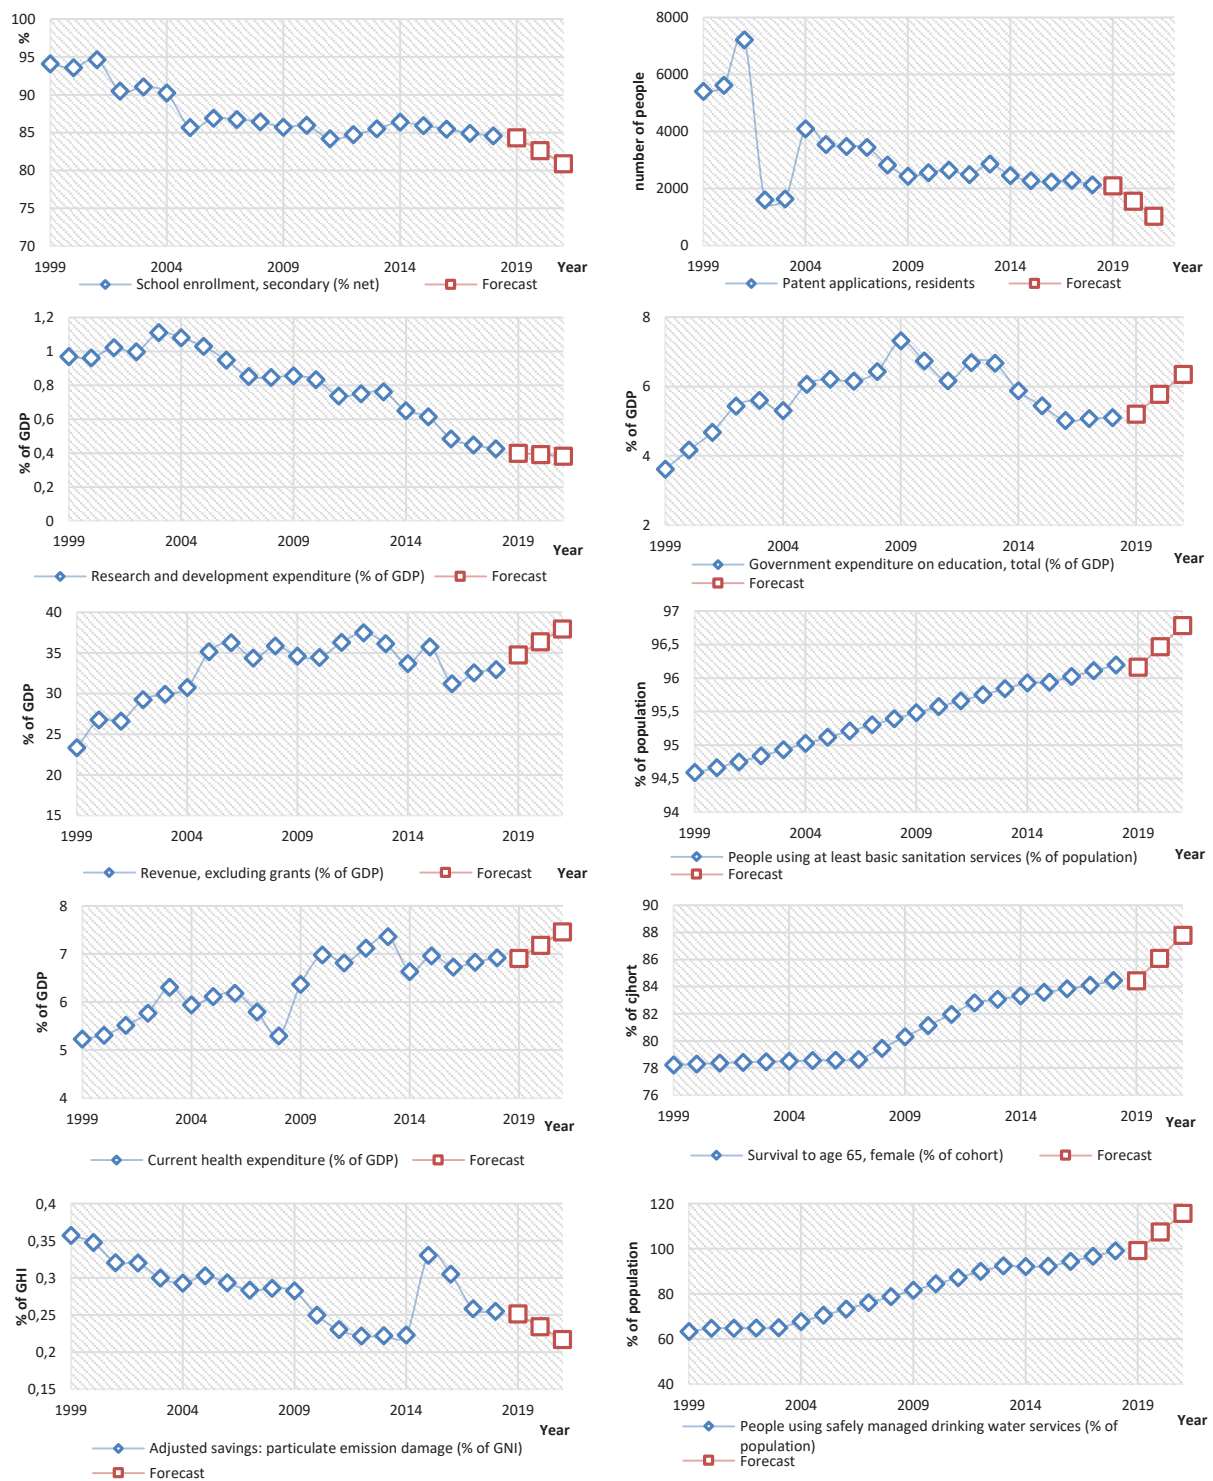 100
%
95
90
85
80
75
70
1999 2004 2009 2014 2019 Year
School enrollment, secondary (% net) Forecast
8000
6000
4000
2000
0
number of people
1999 2004 2009 2014 2019 Year
Patent applications, residents Forecast
1,2
1
0,8
0,6
0,4
0,2
0
% of GDP
1999 2004 2009 2014 2019
Year
Research and development expenditure (% of GDP) Forecast
8
6
4
2
% of GDP
1999 2004 2009 2014 2019
Year
Government expenditure on education, total (% of GDP)
Forecast
40
35
30
25
20
15
% of GDP
1999 2004 2009 2014 2019
Revenue, excluding grants (% of GDP) Forecast Year
97
96,5
96
95,5
95
94,5
94
% of population
1999 2004 2009 2014 2019
People using at least basic sanitation services (% of population) Year
Forecast
8
7
6
5
4
% of GDP
1999 2004 2009 2014 2019
Year
Current health expenditure (% of GDP) Forecast
90
88
86
84
82
80
78
76
% of cjhort
1999 2004 2009 2014 2019
Year
Survival to age 65, female (% of cohort) Forecast
0,4
0,35
0,3
0,25
0,2
0,15
% of GHI
1999 2004 2009 2014 2019
Year
Adjusted savings: particulate emission damage (% of GNI)
Forecast
120
100
80
60
40
% of population
1999 2004 2009 2014 2019
People using safely managed drinking water services (% of Year
population)
Forecast